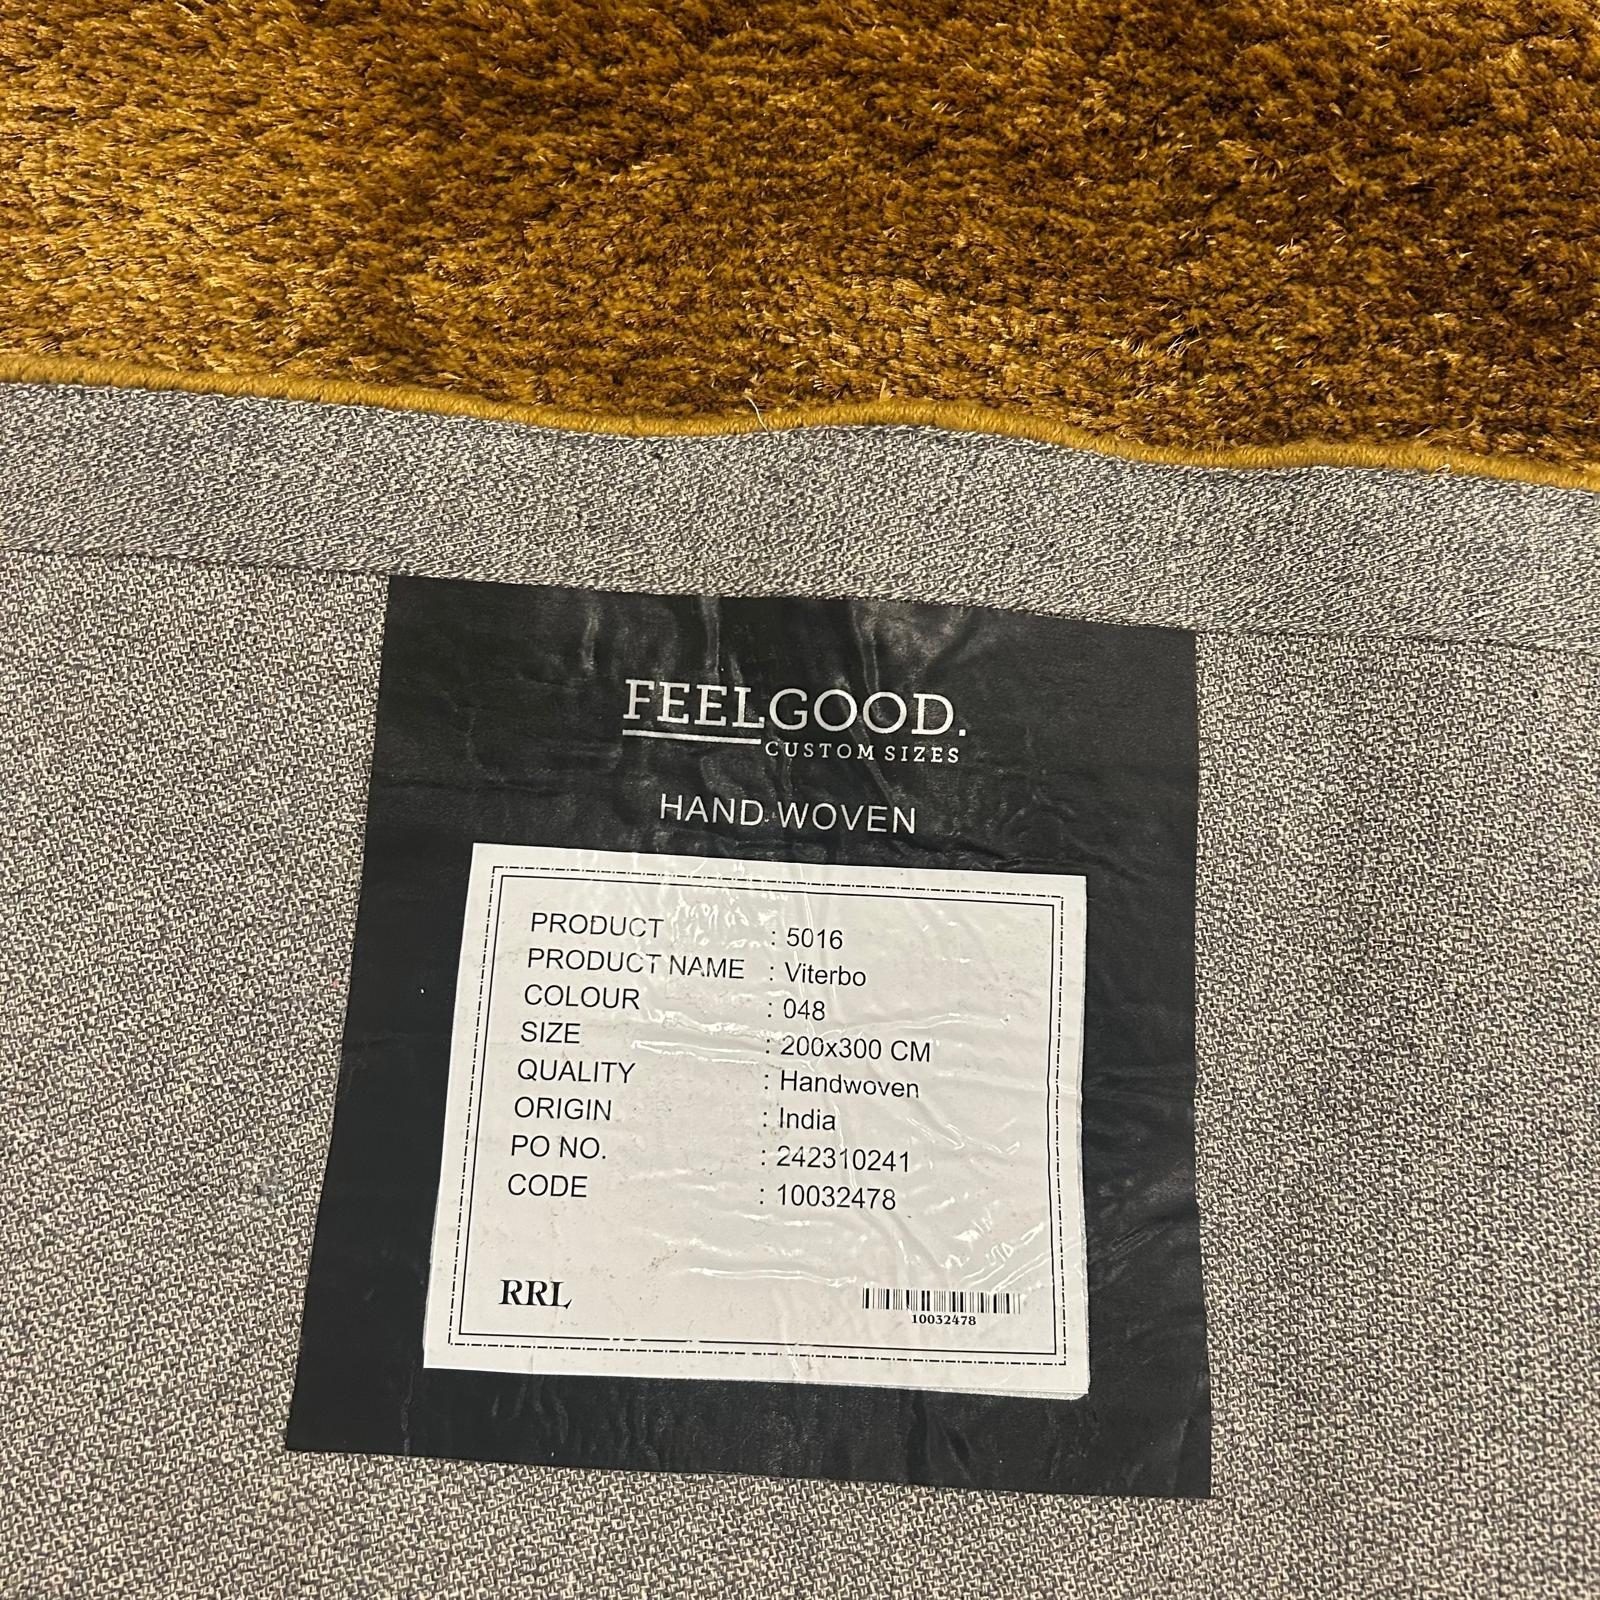 FEELGOOD.
CUSTOM SIZES
HAND WOVEN
PRODUCT : 5016
PRODUCT NAME : Viterbo
COLOUR : 048
SIZE : 200x300 CM
QUALITY : Handwoven
ORIGIN : India
PO NO. : 242310241
CODE : 10032478
RRL
10032478